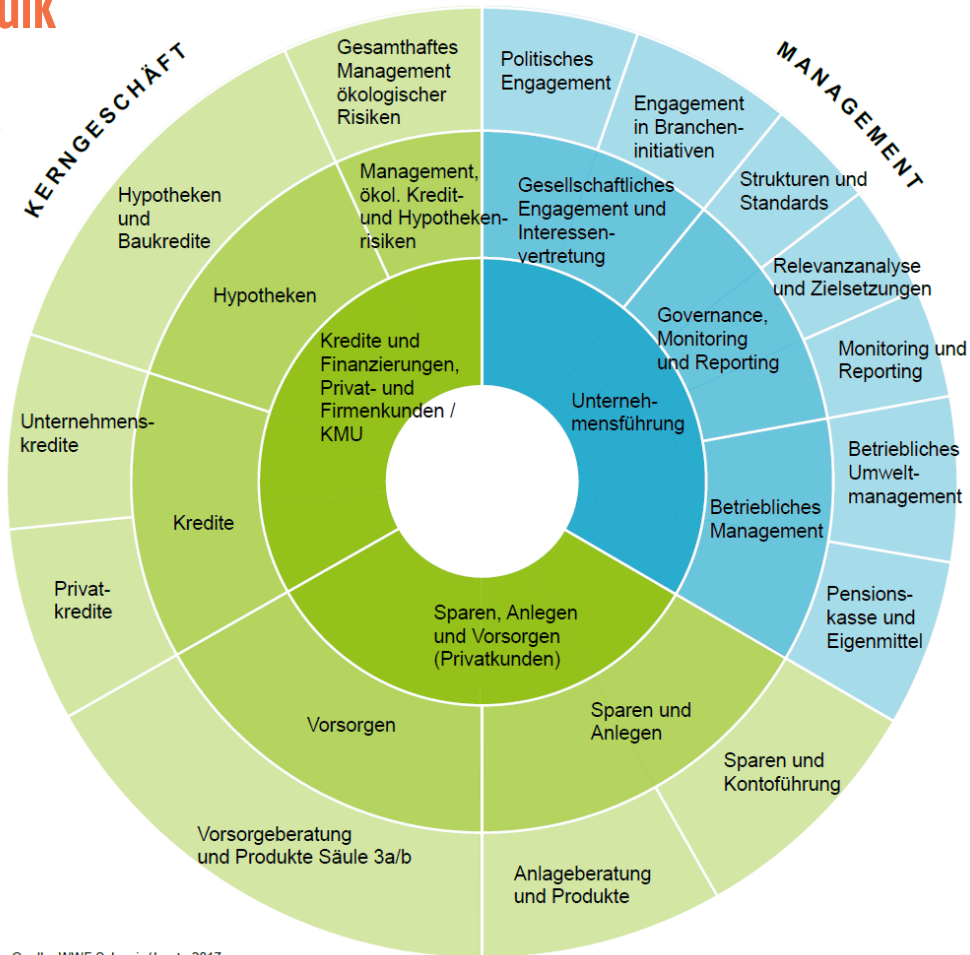 KERNGESCHÄFT
MANAGEMENT
Gesamthaftes
Management
ökologischer
Risiken
Politisches
Engagement
Engagement
in Branchen-
initiativen
Strukturen und
Standards
Relevanzanalyse
und Zielsetzungen
Monitoring und
Reporting
Betriebliches
Umwelt-
management
Pensions-
kasse und
Eigenmittel
Sparen und
Kontoführung
Anlageberatung
und Produkte
Vorsorgeberatung
und Produkte Säule 3a/b
Privat-
kredite
Unternehmens-
kredite
Hypotheken
und
Baukredite
Management,
ökol. Kredit-
und Hypotheken-
risiken
Gesellschaftliches
Engagement und
Interessen-
vertretung
Governance,
Monitoring
und Reporting
Betriebliches
Management
Sparen und
Anlegen
Vorsorgen
Kredite
Hypotheken
Kredite und
Finanzierungen,
Privat- und
Firmenkunden /
KMU
Unterneh-
mensführung
Sparen, Anlegen
und Vorsorgen
(Privatkunden)